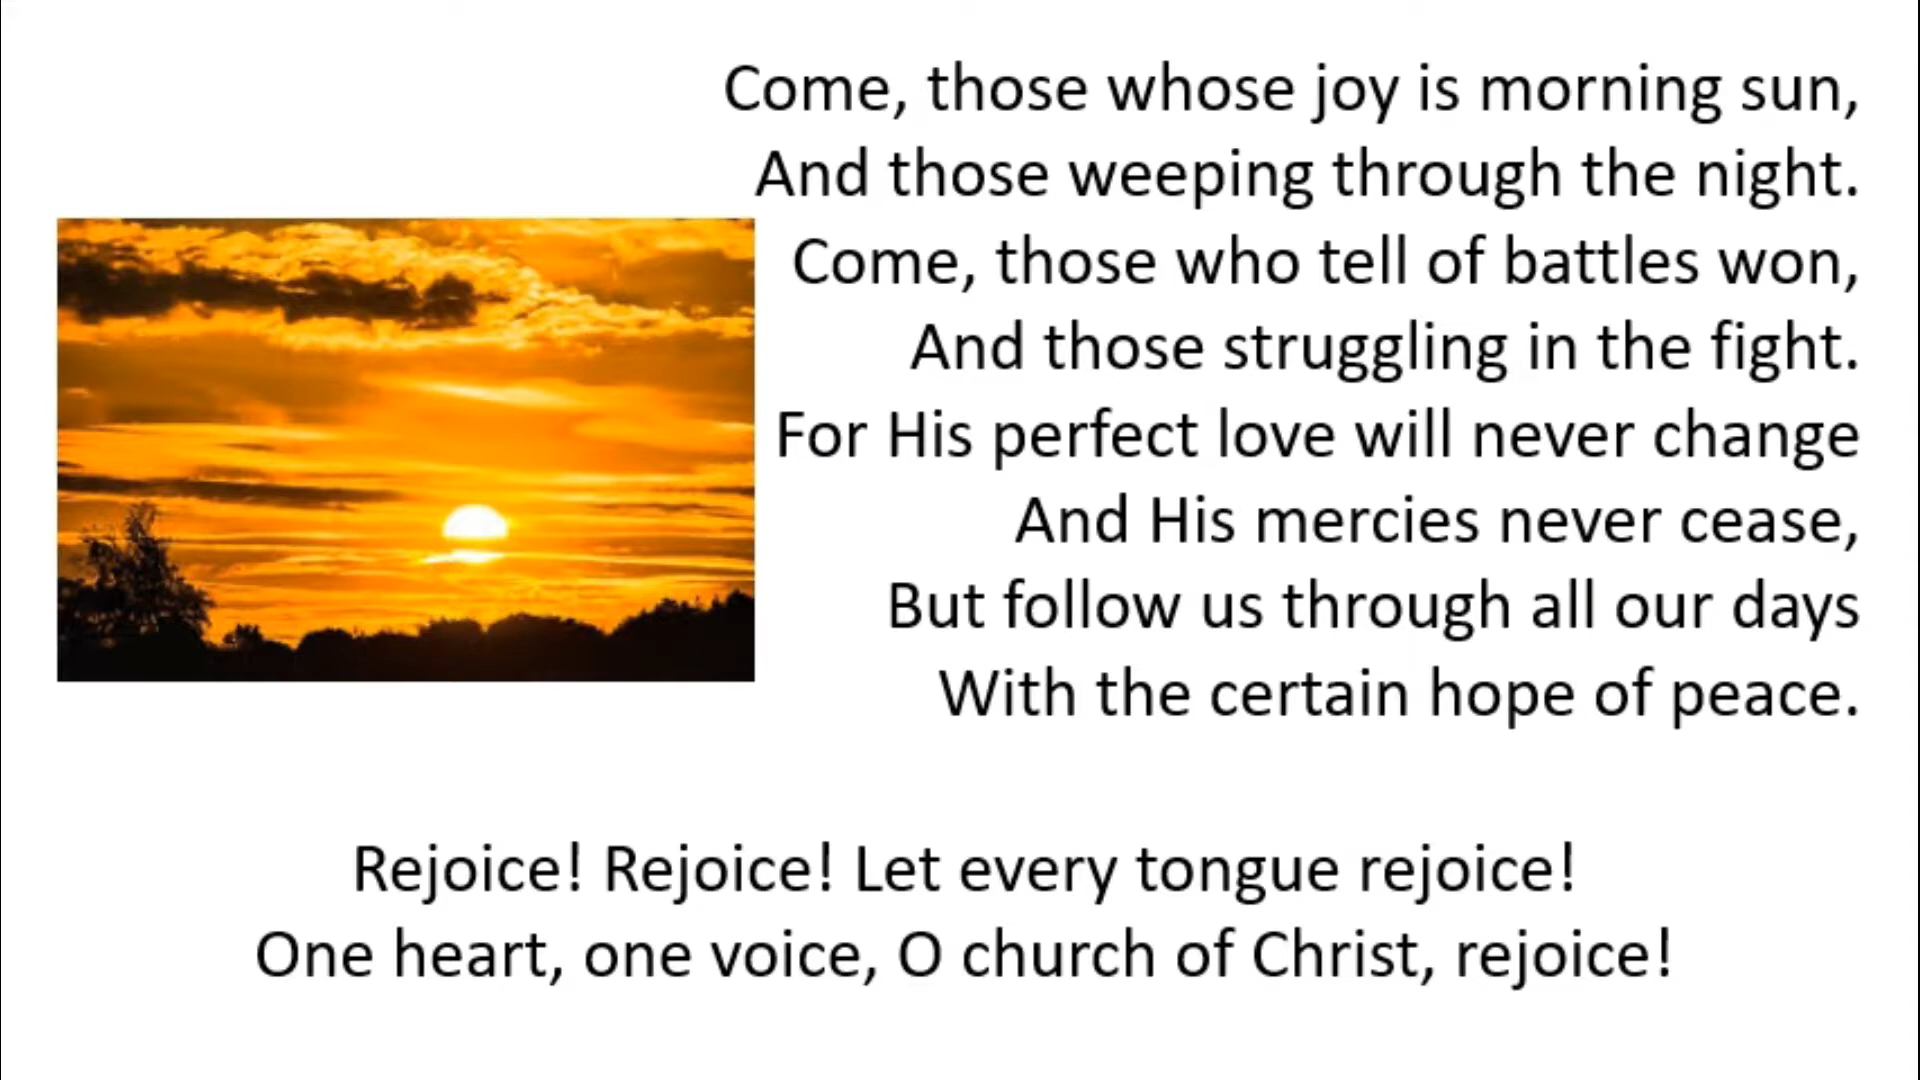 Come, those whose joy is morning sun,
And those weeping through the night.
Come, those who tell of battles won,
And those struggling in the fight.
For His perfect love will never change
And His mercies never cease,
But follow us through all our days
With the certain hope of peace.
Rejoice! Rejoice! Let every tongue rejoice!
One heart, one voice, O church of Christ, rejoice!